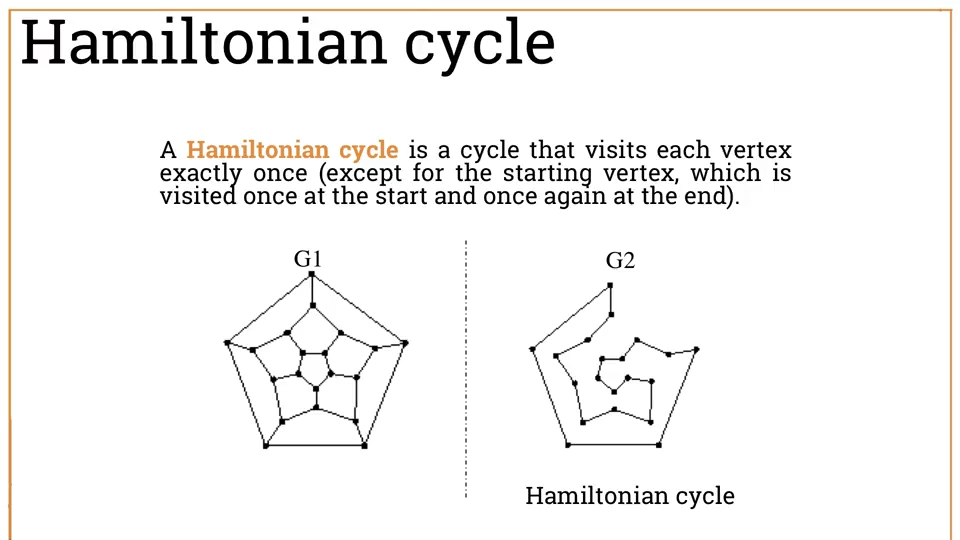 Hamiltonian cycle
A Hamiltonian cycle is a cycle that visits each vertex
exactly once (except for the starting vertex, which is
visited once at the start and once again at the end).
G1
G2
Hamiltonian cycle